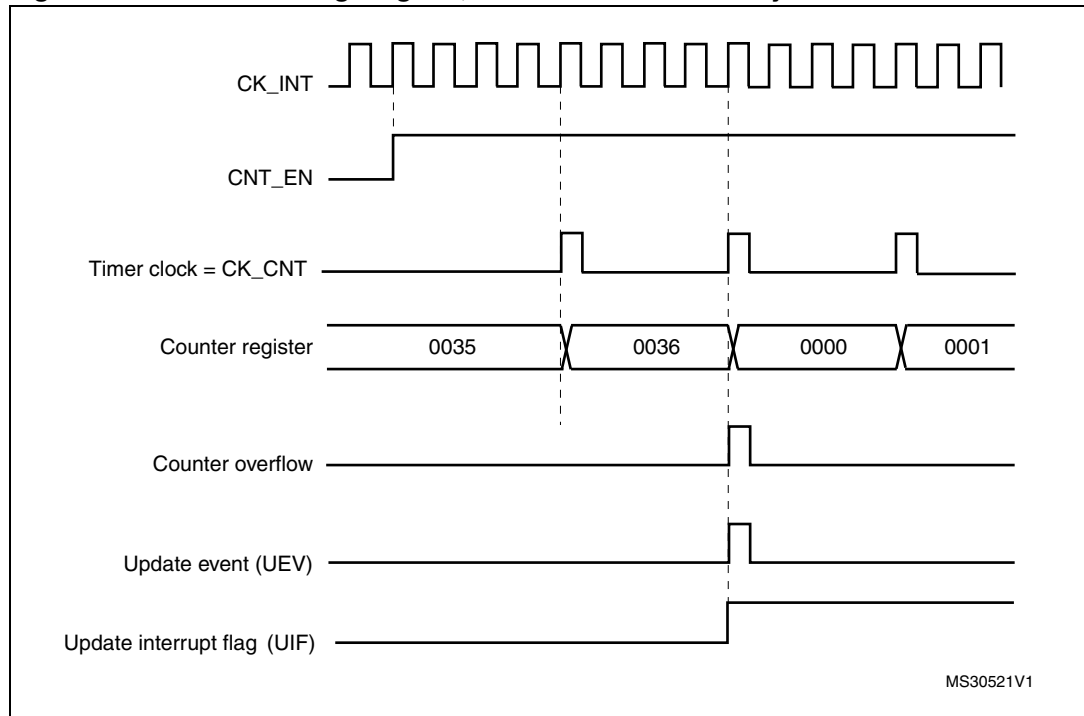 CK_INT
CNT_EN
Timer clock = CK_CNT
Counter register 0035 0036 0000 0001
Counter overflow
Update event (UEV)
Update interrupt flag (UIF)
MS30521V1